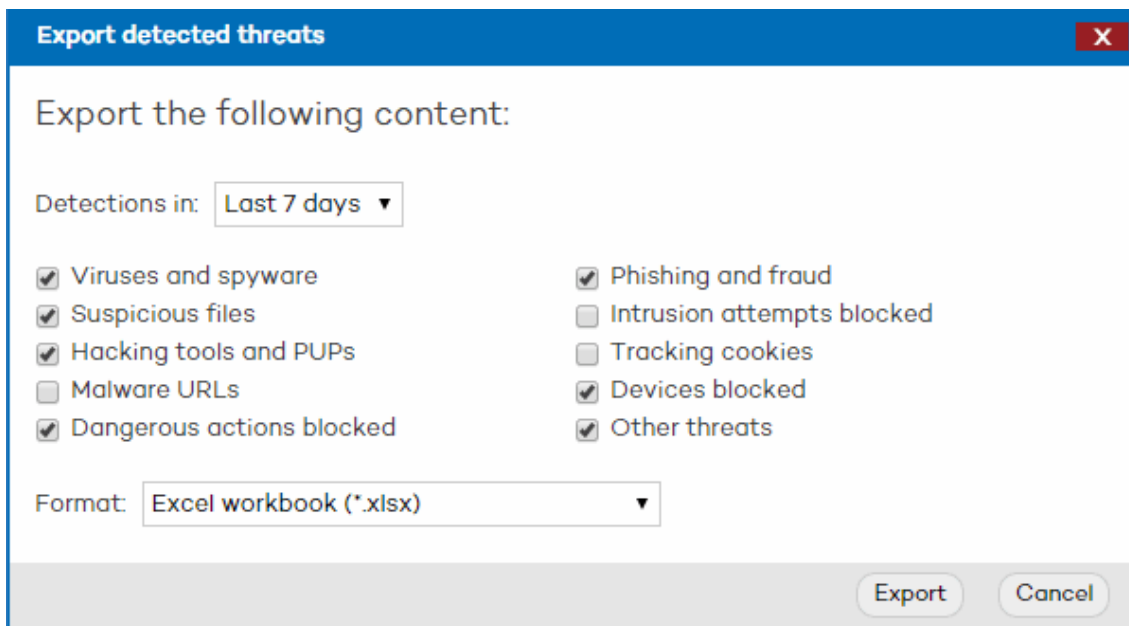 Export detected threats
X
Export the following content:
Detections in: Last 7 days
Viruses and spyware
Suspicious files
Hacking tools and PUPs
Malware URLs
Dangerous actions blocked
Phishing and fraud
Intrusion attempts blocked
Tracking cookies
Devices blocked
Other threats
Format: Excel workbook (*.xlsx)
Export
Cancel